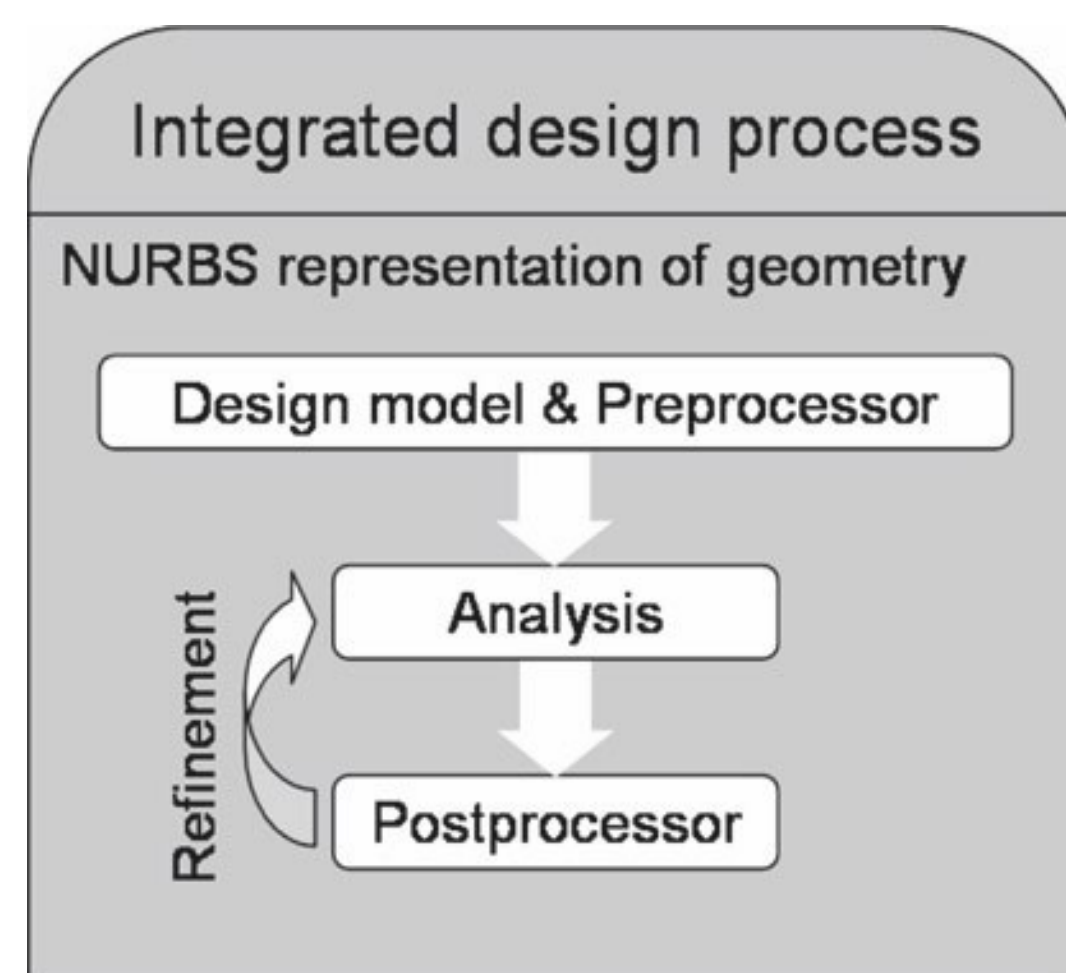 Integrated design process
NURBS representation of geometry
Design model & Preprocessor
Analysis
Refinement
Postprocessor